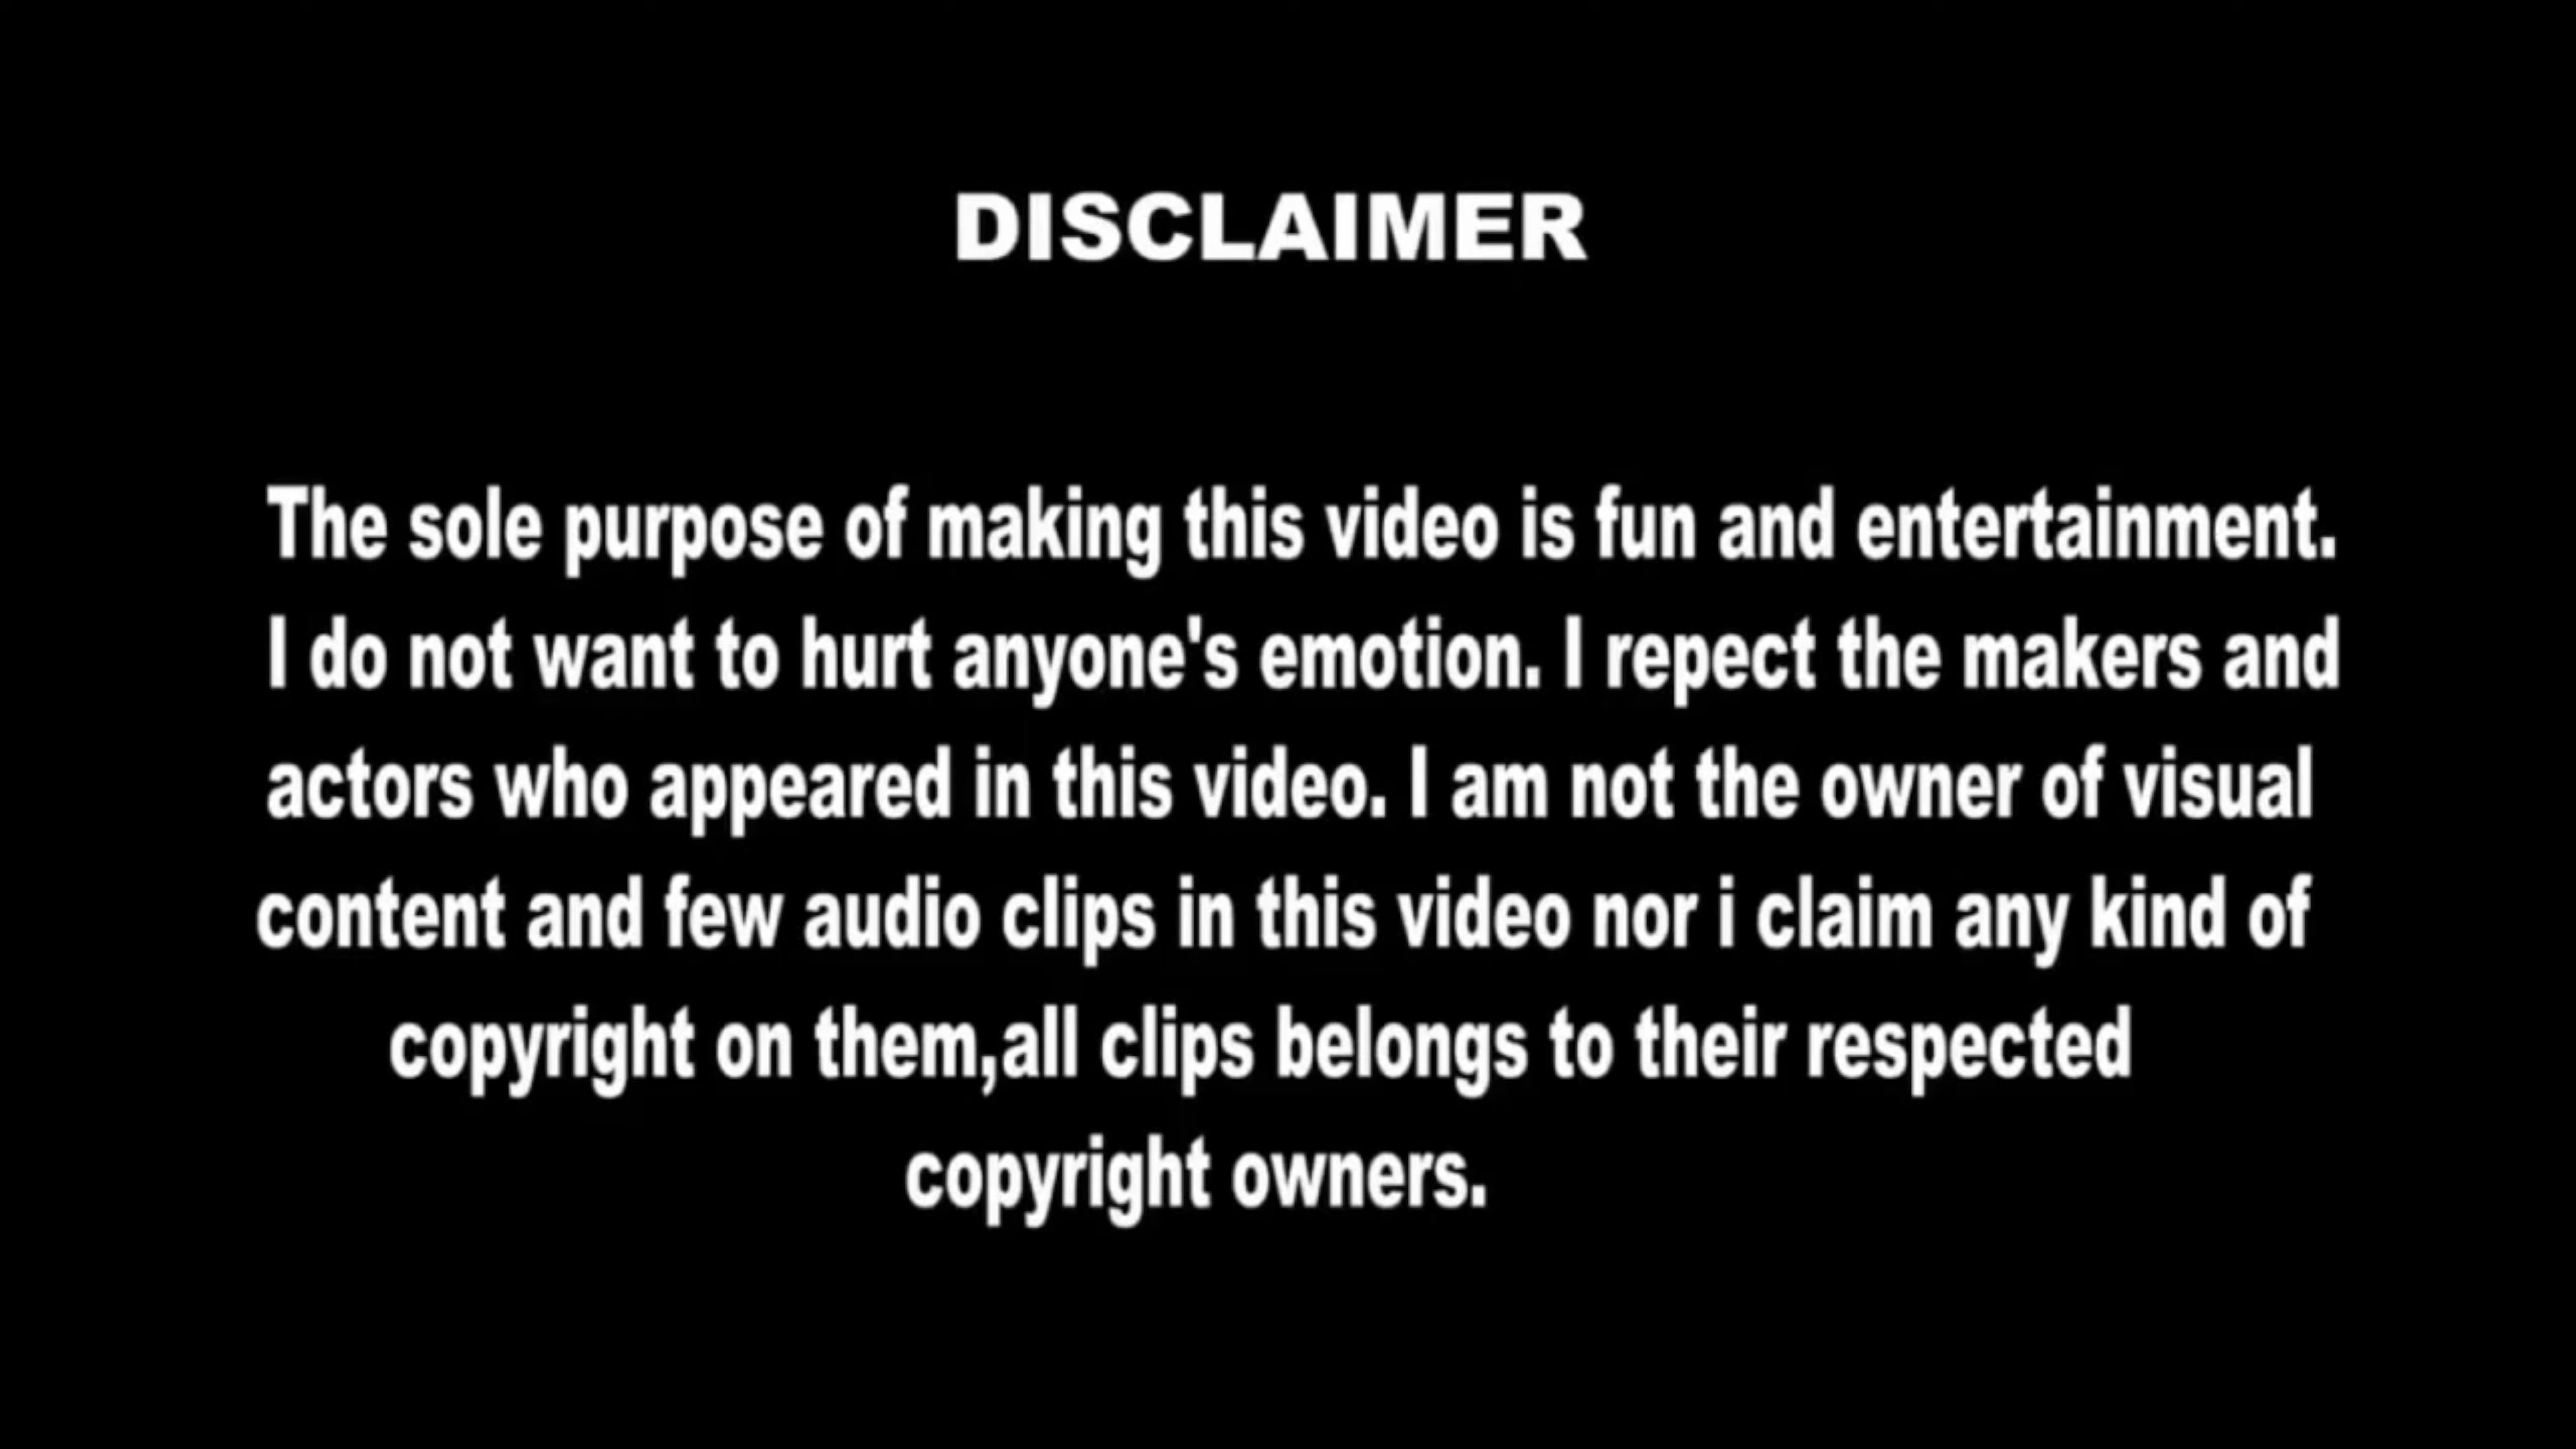 DISCLAIMER
The sole purpose of making this video is fun and entertainment.
I do not want to hurt anyone's emotion. I repect the makers and
actors who appeared in this video. I am not the owner of visual
content and few audio clips in this video nor i claim any kind of
copyright on them,all clips belongs to their respected
copyright owners.